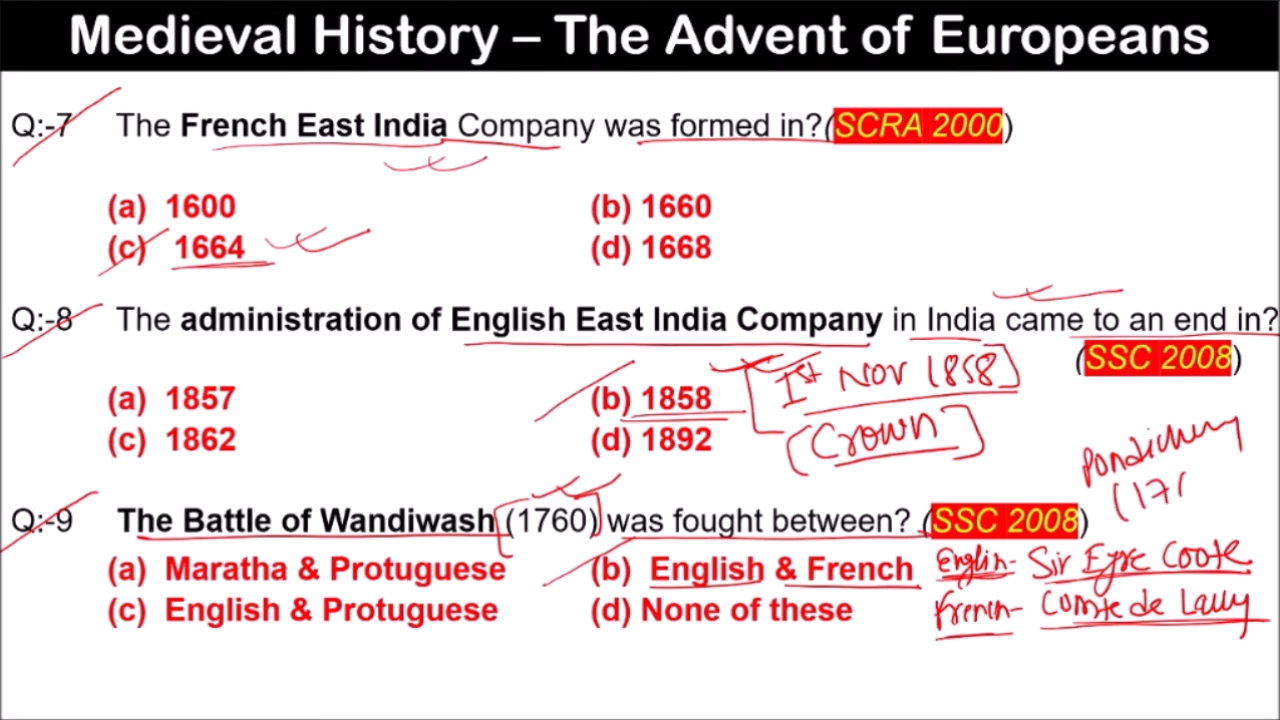 Medieval History – The Advent of Europeans
Q:-7 The French East India Company was formed in?(SCRA 2000)
(a) 1600 (b) 1660
(c) 1664 (d) 1668
Q:-8 The administration of English East India Company in India came to an end in?
(SSC 2008)
(a) 1857 (b) 1858 [Ist Nov 1858]
(c) 1862 (d) 1892 (Crown]
Pondicherry
(17(
Q:-9 The Battle of Wandiwash (1760) was fought between? (SSC 2008)
(a) Maratha & Protuguese (b) English & French English- Sir Eyre Coote
(c) English & Protuguese (d) None of these French- Comte de Lally